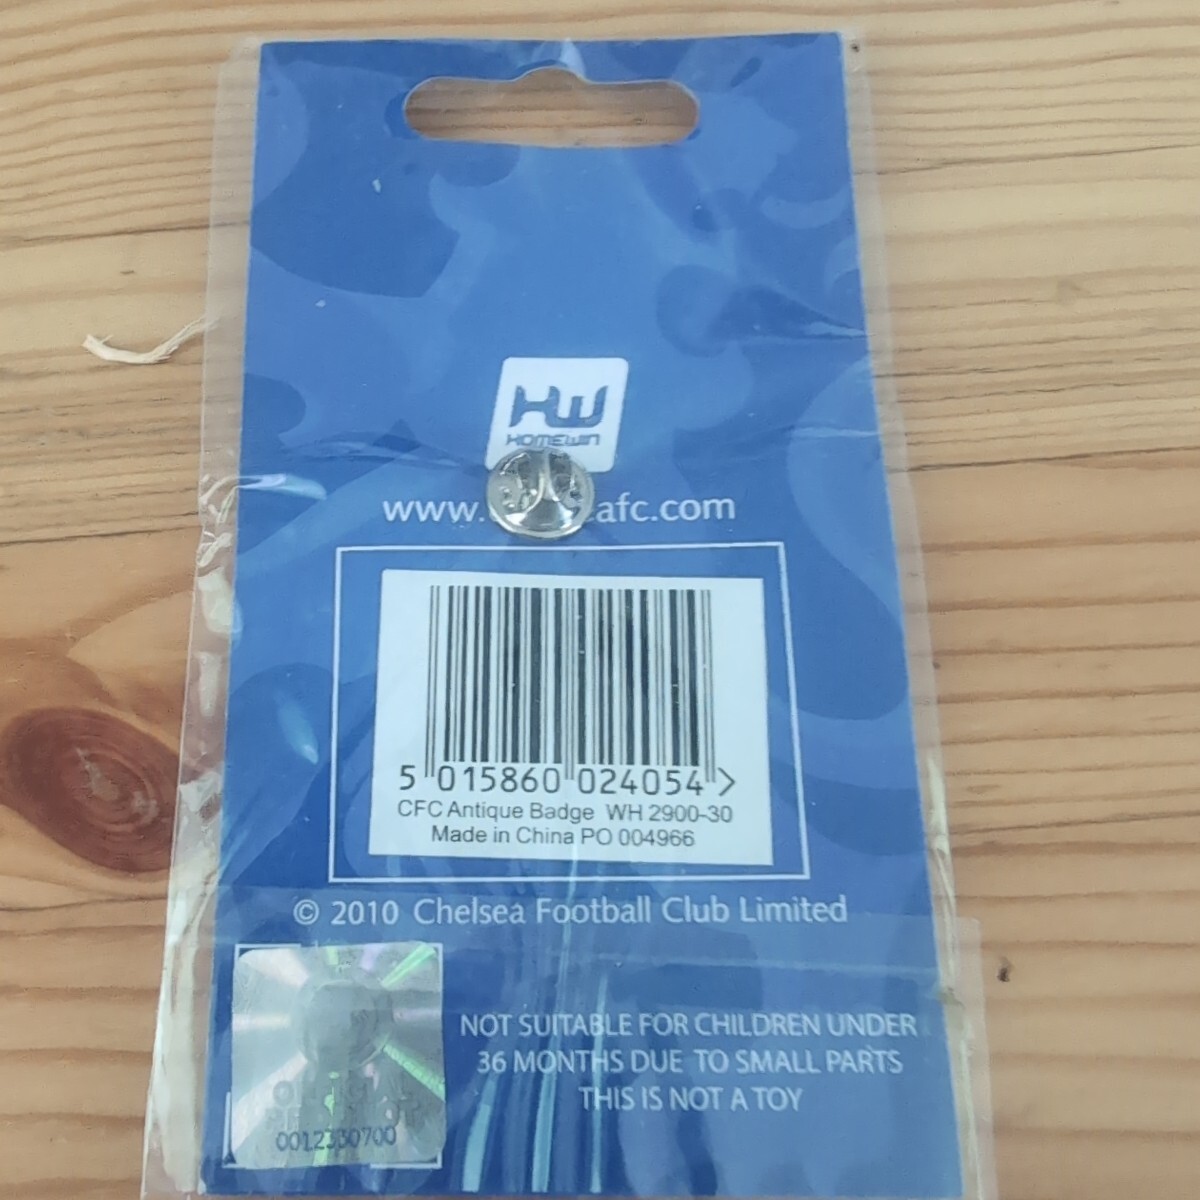 HW
HOMEWIN
www. eafc.com
5 015860 024054 >
CFC Antique Badge WH 2900-30
Made in China PO 004966
© 2010 Chelsea Football Club Limited
NOT SUITABLE FOR CHILDREN UNDER
36 MONTHS DUE TO SMALL PARTS
THIS IS NOT A TOY
0012330700